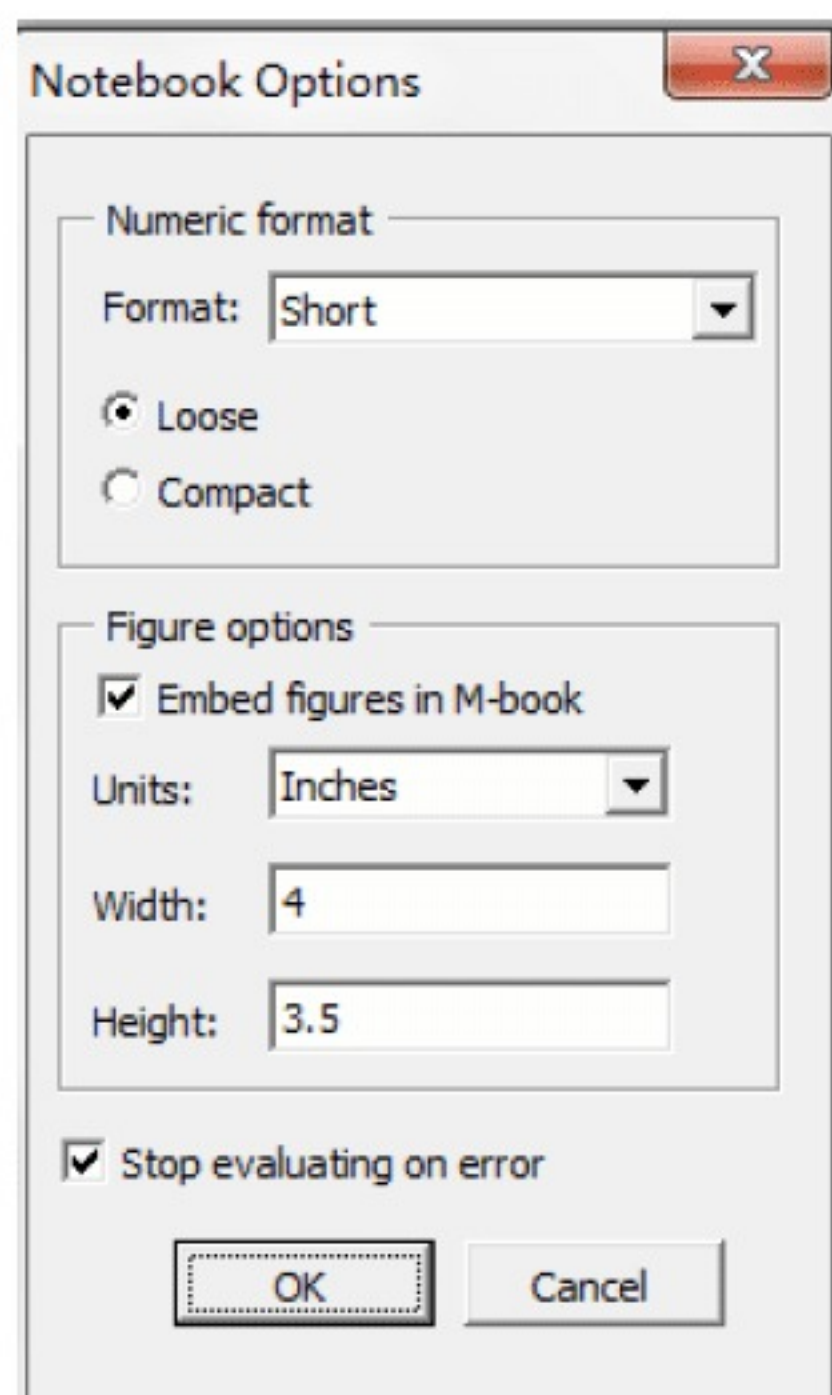 Notebook Options
Numeric format
Format: Short
Loose
Compact
Figure options
Embed figures in M-book
Units: Inches
Width: 4
Height: 3.5
Stop evaluating on error
OK Cancel